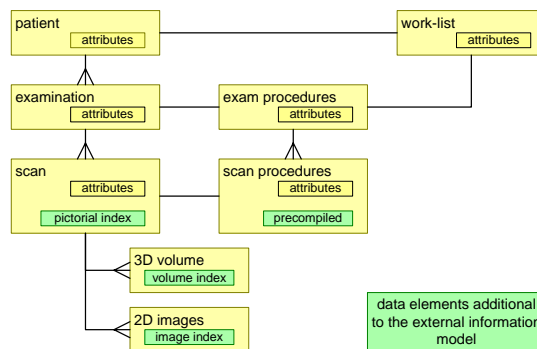 patient
attributes
work-list
attributes
examination
attributes
exam procedures
attributes
scan
attributes
pictorial index
scan procedures
attributes
precompiled
3D volume
volume index
2D images
image index
data elements additional
to the external information
model